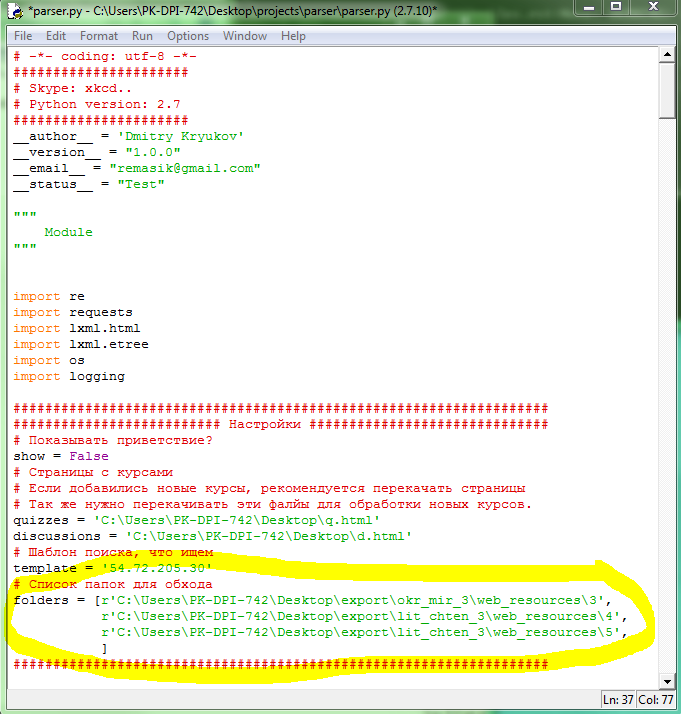 *parser.py - C:\Users\PK-DPI-742\Desktop\projects\parser\parser.py (2.7.10)*
File Edit Format Run Options Window Help
# -*- coding: utf-8 -*-
######################
# Skype: xkcd..
# Python version: 2.7
######################
__author__ = 'Dmitry Kryukov'
__version__ = "1.0.0"
__email__ = "remasik@gmail.com"
__status__ = "Test"
"""
    Module
"""
import re
import requests
import lxml.html
import lxml.etree
import os
import logging
###################################################################
########################## Настройки ##############################
# Показывать приветствие?
show = False
# Страницы с курсами
# Если добавились новые курсы, рекомендуется перекачать страницы
# Так же нужно перекачивать эти фалйы для обработки новых курсов.
quizzes = 'C:\Users\PK-DPI-742\Desktop\q.html'
discussions = 'C:\Users\PK-DPI-742\Desktop\d.html'
# Шаблон поиска, что ищем
template = '54.72.205.30'
# Список папок для обхода
folders = [r'C:\Users\PK-DPI-742\Desktop\export\okr_mir_3\web_resources\3',
           r'C:\Users\PK-DPI-742\Desktop\export\lit_chten_3\web_resources\4',
           r'C:\Users\PK-DPI-742\Desktop\export\lit_chten_3\web_resources\5',
           ]
###################################################################
Ln: 37 Col: 77